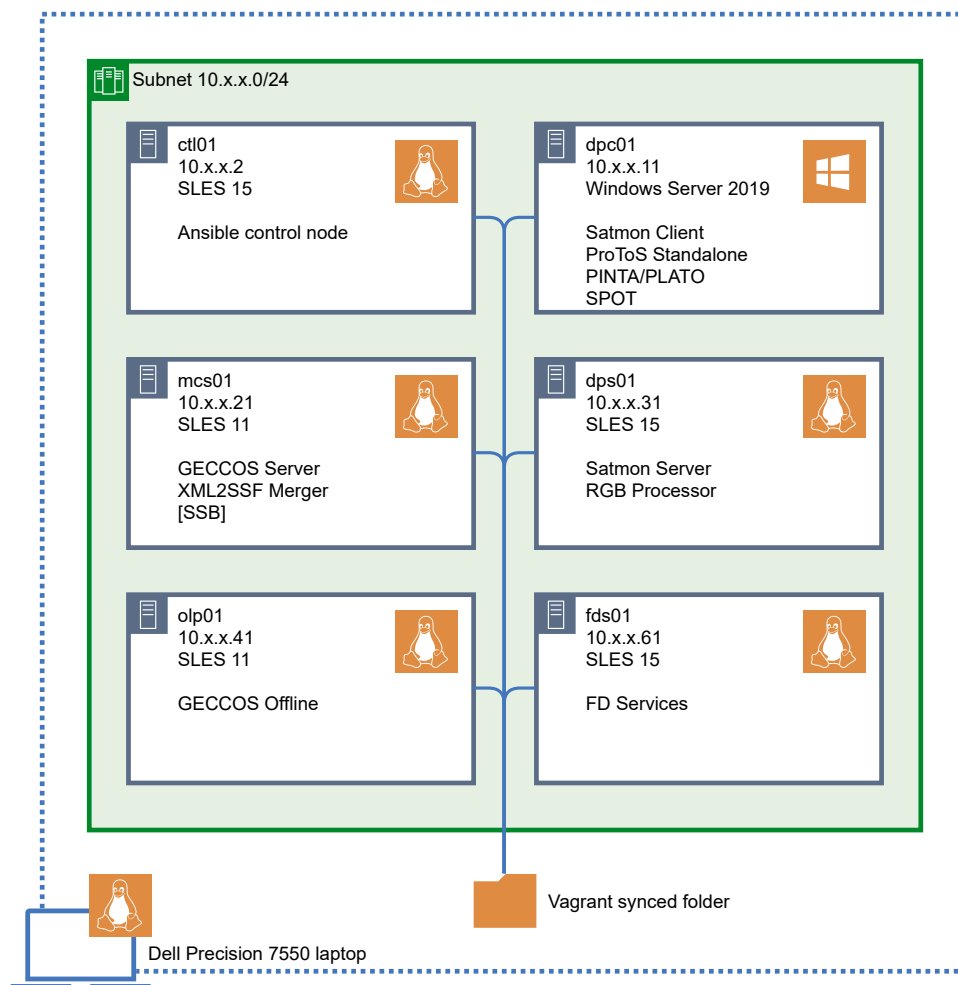 Subnet 10.x.x.0/24
ctl01
10.x.x.2
SLES 15
Ansible control node
dpc01
10.x.x.11
Windows Server 2019
Satmon Client
ProToS Standalone
PINTA/PLATO
SPOT
mcs01
10.x.x.21
SLES 11
GECCOS Server
XML2SSF Merger
[SSB]
dps01
10.x.x.31
SLES 15
Satmon Server
RGB Processor
olp01
10.x.x.41
SLES 11
GECCOS Offline
fds01
10.x.x.61
SLES 15
FD Services
Vagrant synced folder
Dell Precision 7550 laptop